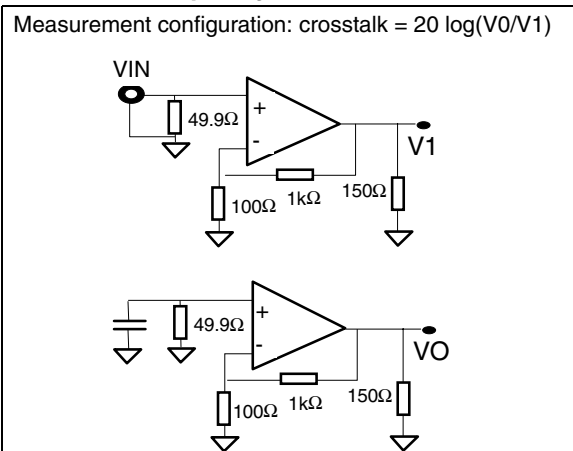 Measurement configuration: crosstalk = 20 log(V0/V1)
VIN
49.9Ω
+
-
V1
100Ω
1kΩ
150Ω
49.9Ω
+
-
VO
100Ω
1kΩ
150Ω